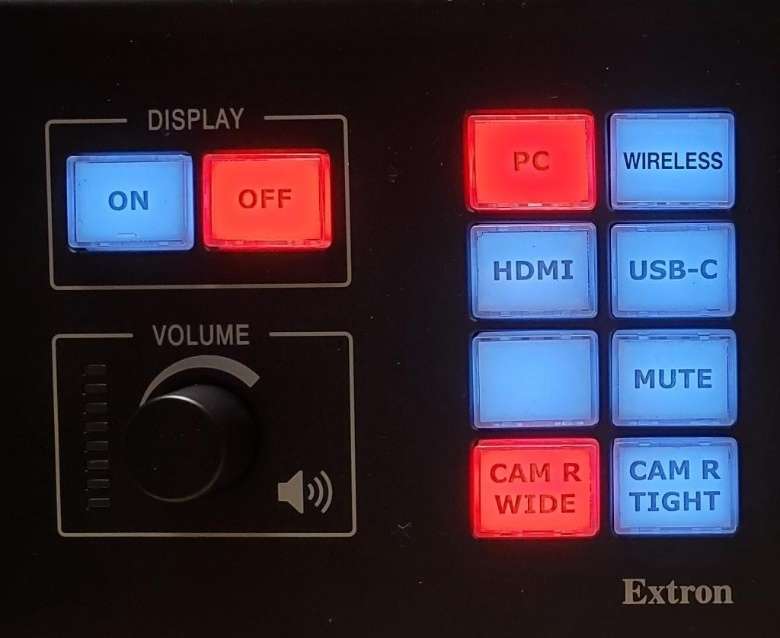 DISPLAY
ON OFF
VOLUME
PC WIRELESS
HDMI USB-C
MUTE
CAM R
WIDE
CAM R
TIGHT
Extron